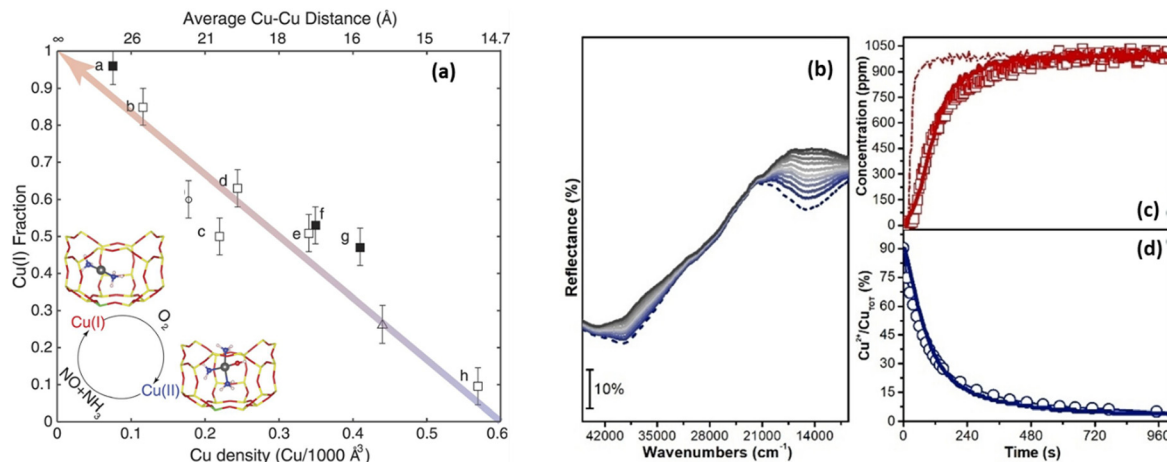 Average Cu-Cu Distance (Å)
∞ 26 21 20 16 15 14.7
(a)
1
0.9
0.8
0.7
0.6
0.5
0.4
0.3
0.2
0.1
0
Cu(I) Fraction
a
b
c
d
e
f
g
h
Cu(I)
O₂
Cu(II)
NO+NH₃
0 0.1 0.2 0.3 0.4 0.5 0.6
Cu density (Cu/1000 Å³)
(b)
Reflectance (%)
10%
42000 35000 28000 21000 14000
Wavenumbers (cm⁻¹)
(c)
Concentration (ppm)
1050
900
750
600
450
300
150
0
(d)
Cu²⁺/Cu_TOT (%)
90
75
60
45
30
15
0
0 240 480 720 960
Time (s)